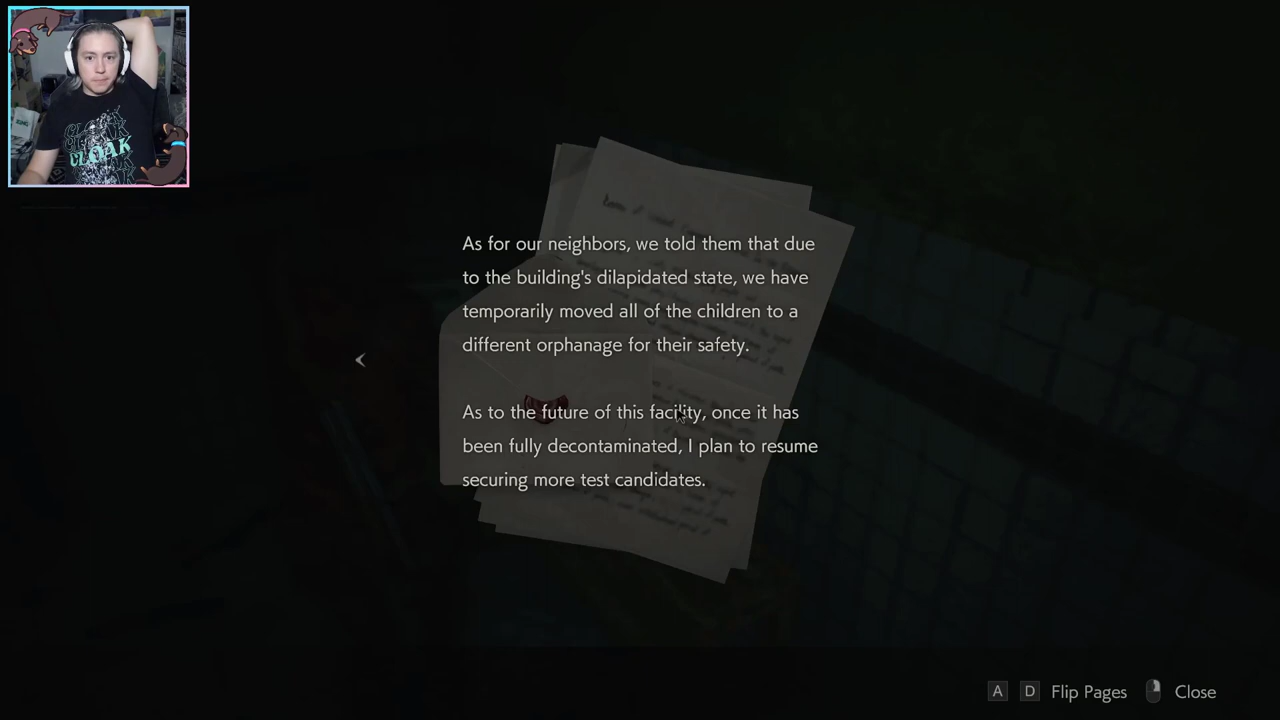 CLOAK
As for our neighbors, we told them that due
to the building's dilapidated state, we have
temporarily moved all of the children to a
different orphanage for their safety.
As to the future of this facility, once it has
been fully decontaminated, I plan to resume
securing more test candidates.
A D Flip Pages Close